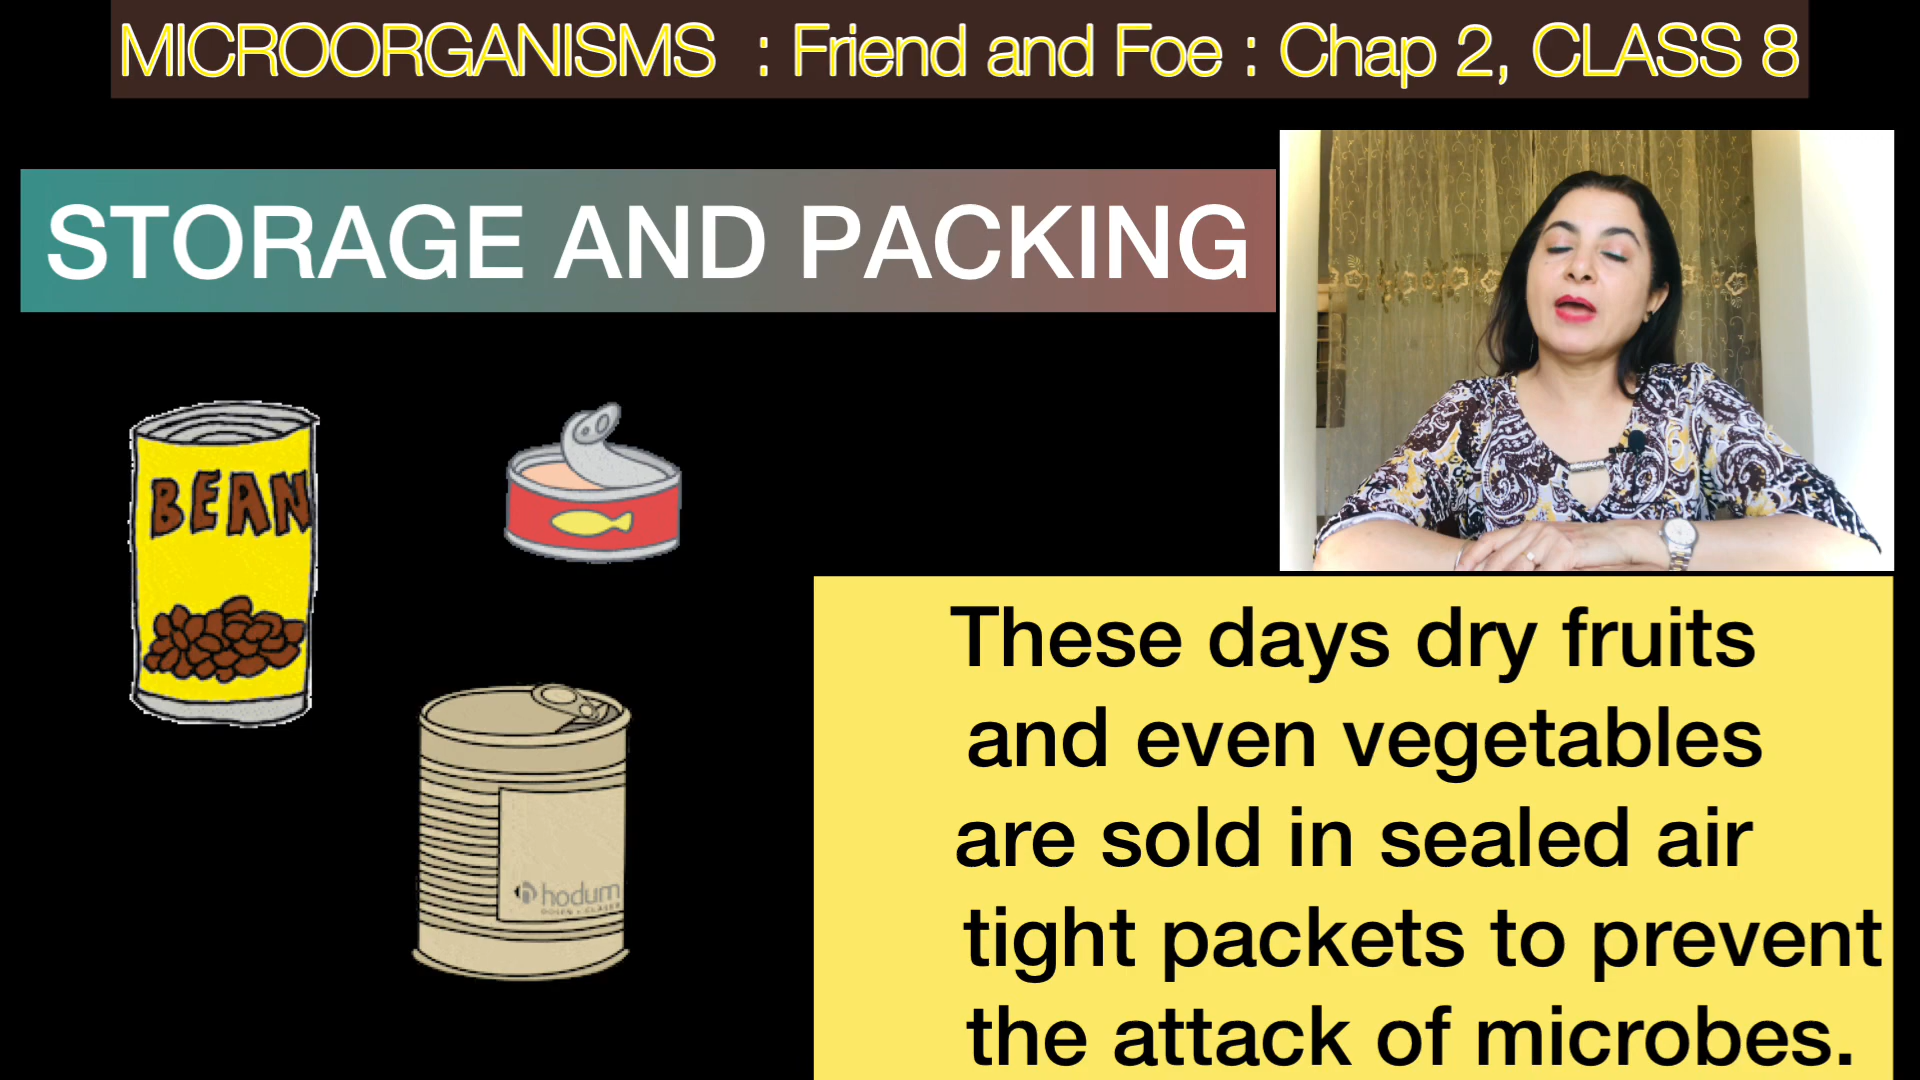 MICROORGANISMS : Friend and Foe : Chap 2, CLASS 8
STORAGE AND PACKING
BEAN
hodum
These days dry fruits
and even vegetables
are sold in sealed air
tight packets to prevent
the attack of microbes.